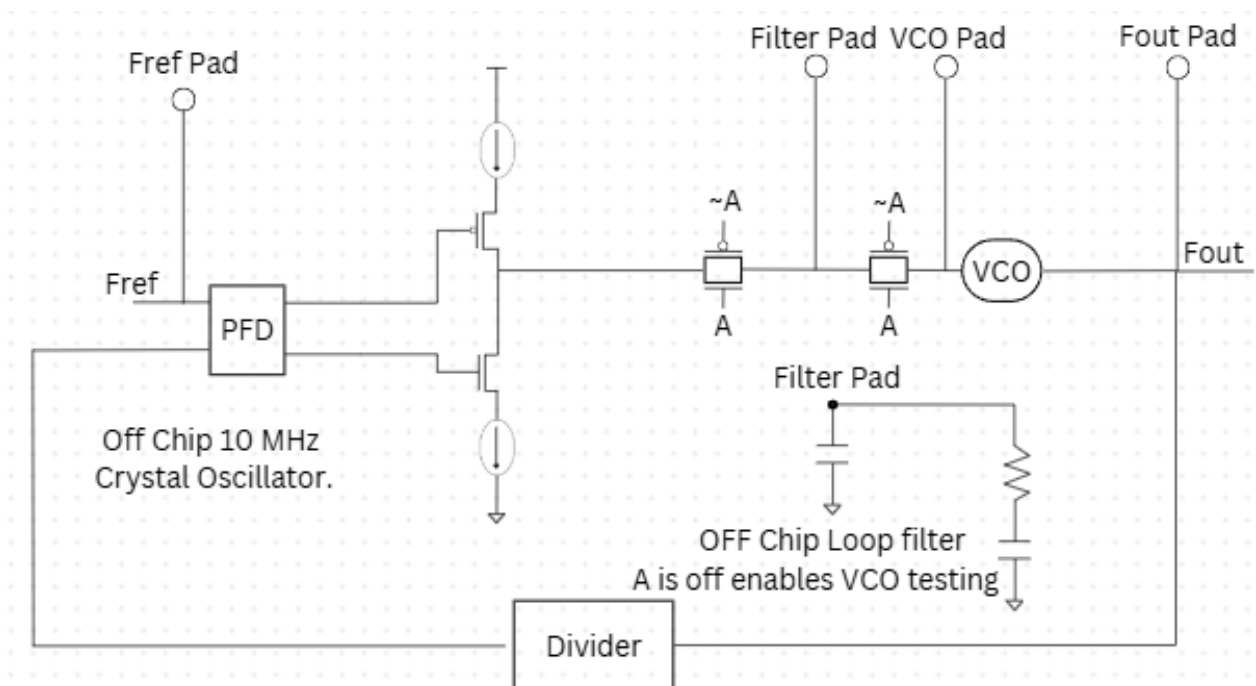 Filter Pad
VCO Pad
Fout Pad
Fref Pad
~A
~A
Fref
VCO
Fout
PFD
A
A
Filter Pad
Off Chip 10 MHz
Crystal Oscillator.
OFF Chip Loop filter
A is off enables VCO testing
Divider